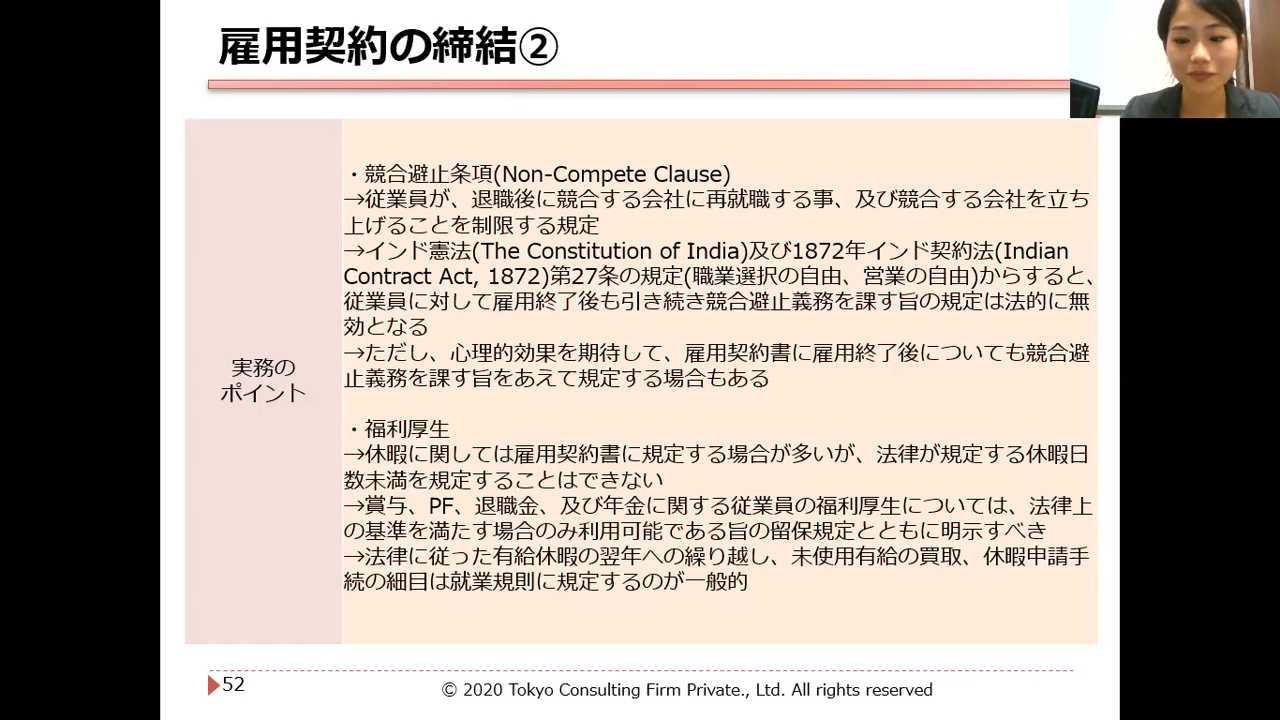 雇用契約の締結②
実務の
ポイント
・競合避止条項(Non-Compete Clause)
→従業員が、退職後に競合する会社に再就職する事、及び競合する会社を立ち
上げることを制限する規定
→インド憲法(The Constitution of India)及び1872年インド契約法(Indian
Contract Act, 1872)第27条の規定(職業選択の自由、営業の自由)からすると、
従業員に対して雇用終了後も引き続き競合避止義務を課す旨の規定は法的に無
効となる
→ただし、心理的効果を期待して、雇用契約書に雇用終了後についても競合避
止義務を課す旨をあえて規定する場合もある
・福利厚生
→休暇に関しては雇用契約書に規定する場合が多いが、法律が規定する休暇日
数未満を規定することはできない
→賞与、PF、退職金、及び年金に関する従業員の福利厚生については、法律上
の基準を満たす場合のみ利用可能である旨の留保規定とともに明示すべき
→法律に従った有給休暇の翌年への繰り越し、未使用有給の買取、休暇申請手
続の細目は就業規則に規定するのが一般的
52
© 2020 Tokyo Consulting Firm Private., Ltd. All rights reserved